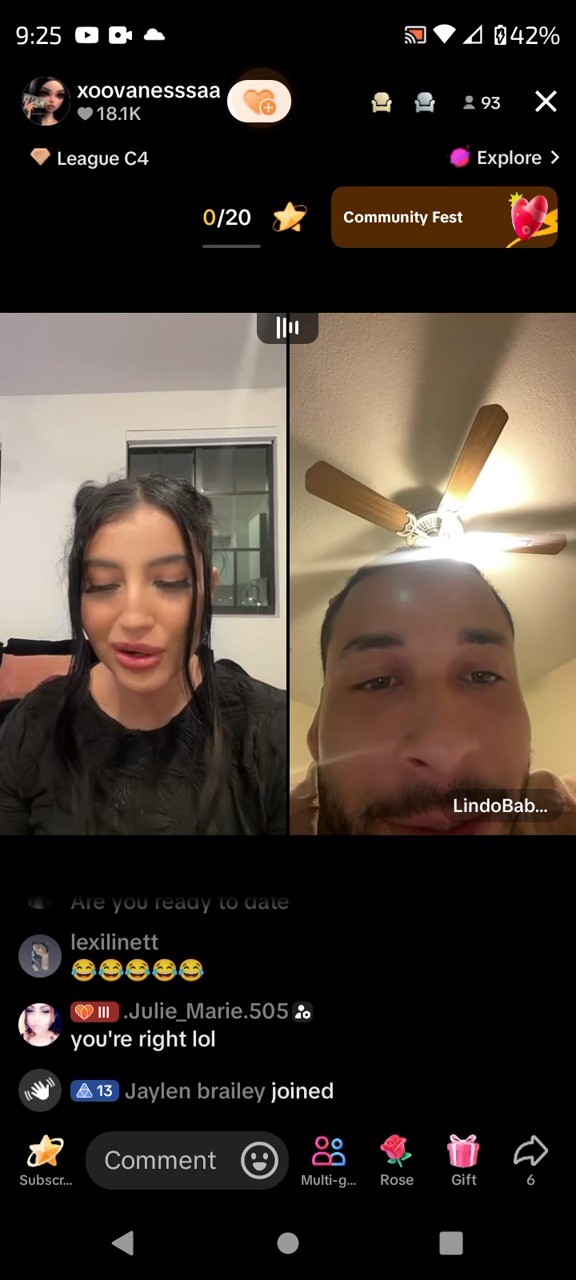 9:25
42%
xoovanesssaa
18.1K
93
League C4
Explore >
0/20
Community Fest
LindoBab...
Are you ready to date
lexilinett
😂😂😂😂😂
III .Julie_Marie.505
you're right lol
13 Jaylen brailey joined
Subscr...
Comment
Multi-g...
Rose
Gift
6